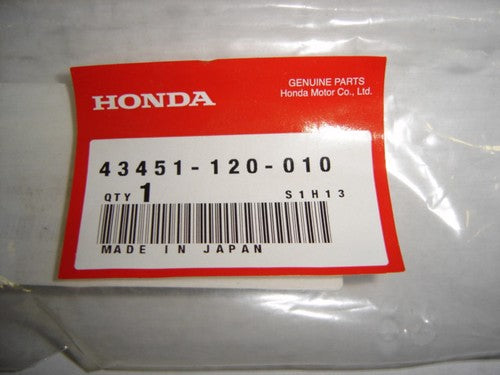 HONDA
GENUINE PARTS
Honda Motor Co., Ltd.
43451-120-010
QTY 1 S1H13
MADE IN JAPAN